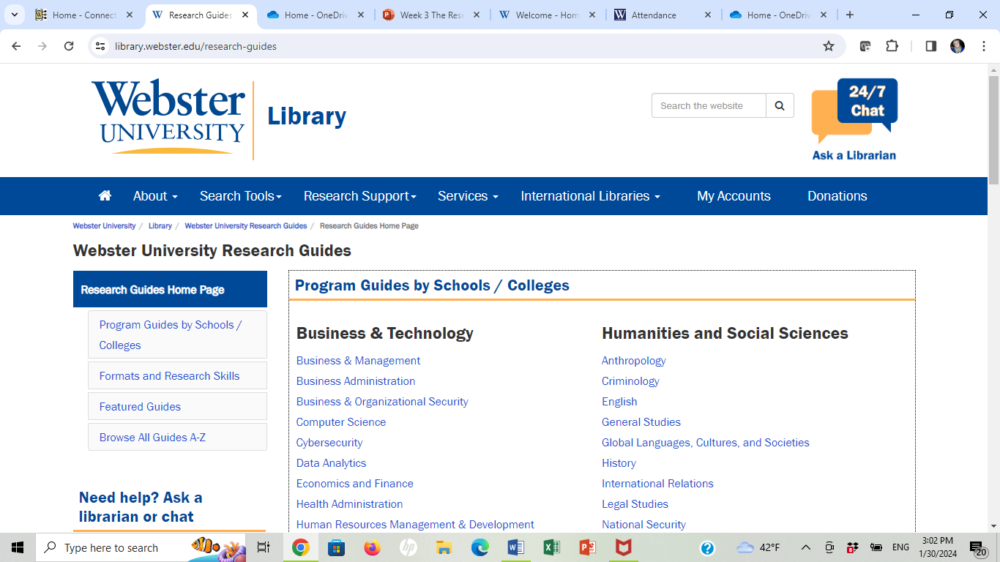 Home - Connect
Research Guides
Home - OneDriv
Week 3 The Rese
Welcome - Hom
Attendance
Home - OneDriv
library.webster.edu/research-guides
Webster
UNIVERSITY
Library
Search the website
24/7
Chat
Ask a Librarian
About
Search Tools
Research Support
Services
International Libraries
My Accounts
Donations
Webster University / Library / Webster University Research Guides / Research Guides Home Page
Webster University Research Guides
Research Guides Home Page
Program Guides by Schools /
Colleges
Formats and Research Skills
Featured Guides
Browse All Guides A-Z
Need help? Ask a
librarian or chat
Program Guides by Schools / Colleges
Business & Technology
Business & Management
Business Administration
Business & Organizational Security
Computer Science
Cybersecurity
Data Analytics
Economics and Finance
Health Administration
Human Resources Management & Development
Humanities and Social Sciences
Anthropology
Criminology
English
General Studies
Global Languages, Cultures, and Societies
History
International Relations
Legal Studies
National Security
Type here to search
42°F
ENG
3:02 PM
1/30/2024
20